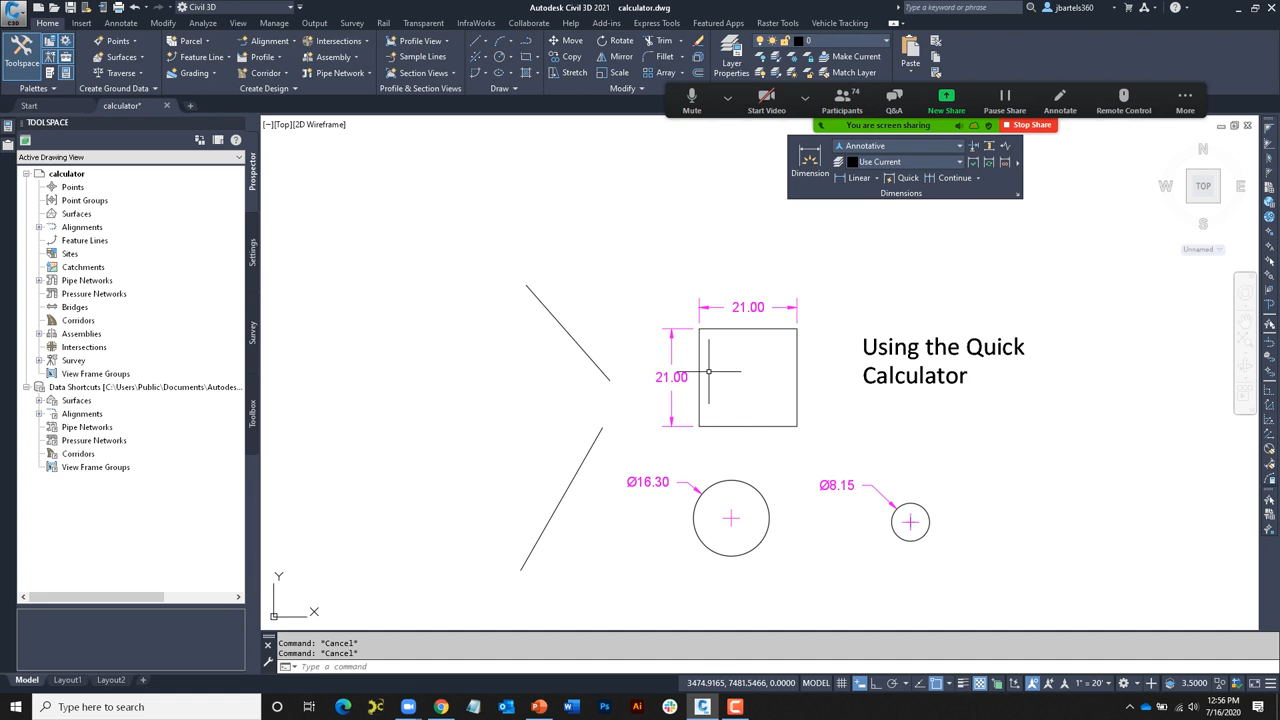 Civil 3D
Autodesk Civil 3D 2021
calculator.dwg
Type a keyword or phrase
jbartels360
Home
Insert
Annotate
Modify
Analyze
View
Manage
Output
Survey
Rail
Transparent
InfraWorks
Collaborate
Help
Add-ins
Express Tools
Featured Apps
Vehicle Tracking
Toolspace
Palettes
Points
Surfaces
Traverse
Create Ground Data
Parcel
Feature Line
Grading
Alignment
Profile
Corridor
Intersections
Assembly
Pipe Network
Create Design
Profile View
Sample Lines
Section Views
Profile & Section Views
Draw
Move
Copy
Stretch
Rotate
Mirror
Scale
Trim
Fillet
Array
Modify
Layer
Properties
0
Make Current
Match Layer
Paste
Mute
Start Video
74
Participants
Q&A
New Share
Pause Share
Annotate
Remote Control
More
You are screen sharing
Stop Share
Start
calculator*
TOOLSPACE
Active Drawing View
calculator
Points
Point Groups
Surfaces
Alignments
Feature Lines
Sites
Catchments
Pipe Networks
Pressure Networks
Bridges
Corridors
Assemblies
Intersections
Survey
View Frame Groups
Data Shortcuts [C:\Users\Public\Documents\Autodes...
Surfaces
Alignments
Pipe Networks
Pressure Networks
Corridors
View Frame Groups
Prospector
Settings
Survey
Toolbox
[−][Top][2D Wireframe]
Dimension
Annotative
Use Current
Linear
Quick
Continue
Dimensions
N
W
TOP
E
S
Unnamed
21.00
21.00
Using the Quick
Calculator
Ø16.30
Ø8.15
Y
X
Command: *Cancel*
Command: *Cancel*
Type a command
Model
Layout1
Layout2
3474.9165, 7481.5466, 0.0000
MODEL
1" = 20'
3.5000
Type here to search
12:56 PM
7/16/2020